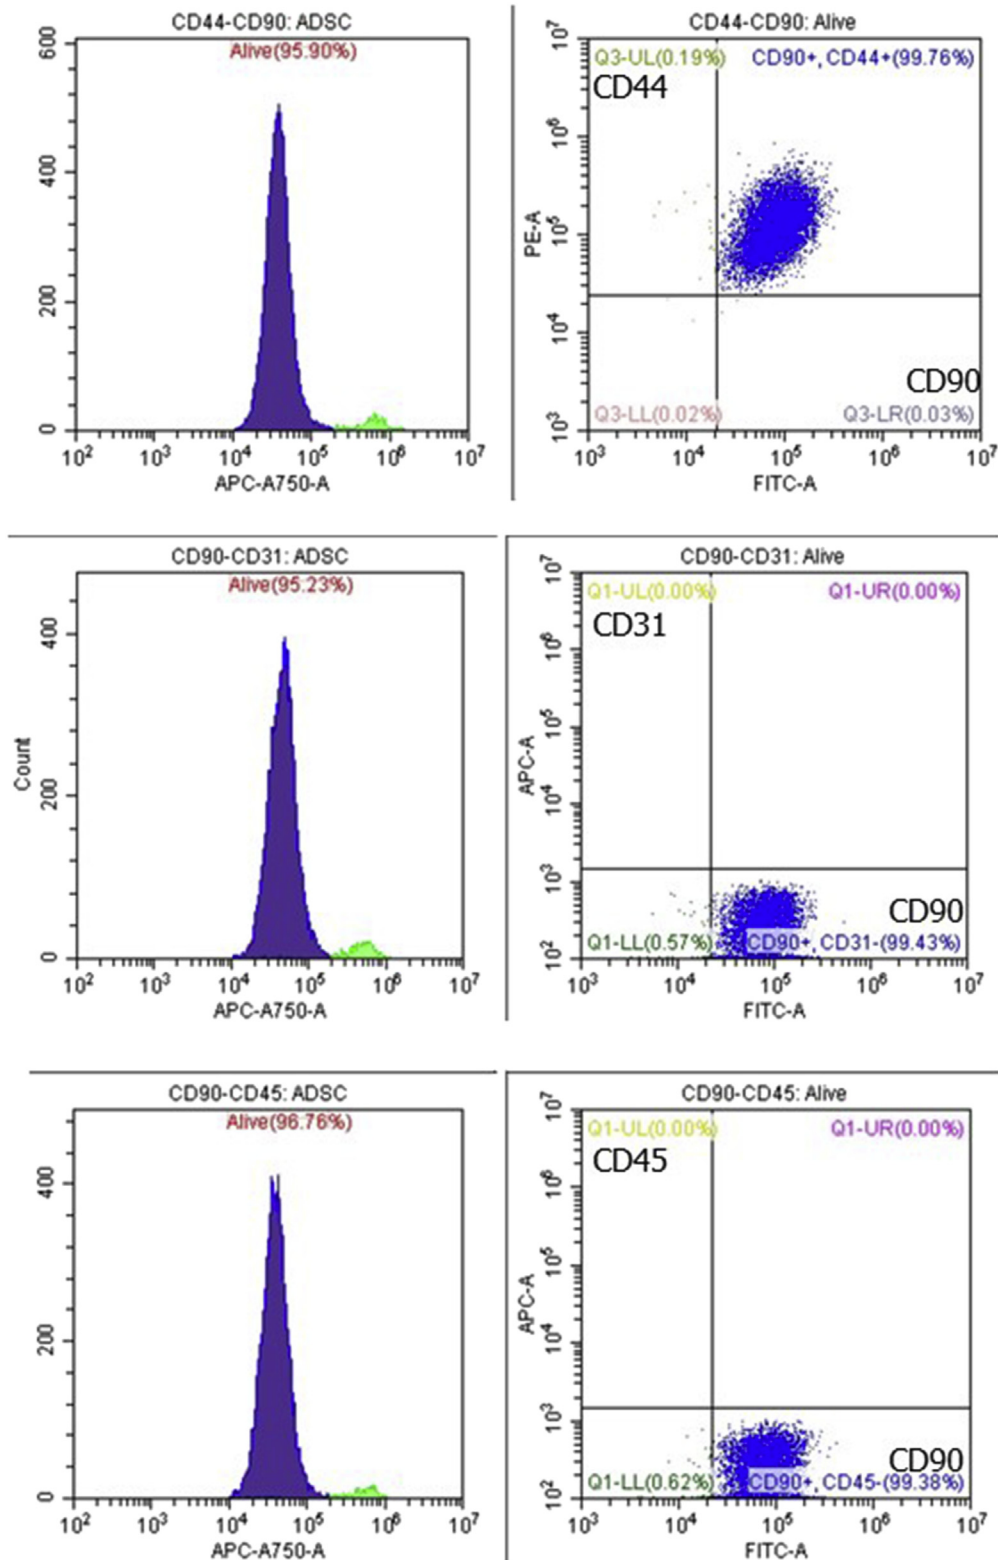 CD44-CD90: ADSC
Alive(95.90%)
600
400
200
0
10² 10³ 10⁴ 10⁵ 10⁶ 10⁷
APC-A750-A
CD44-CD90: Alive
Q3-UL(0.19%) CD90+, CD44+(99.76%)
CD44
10⁷
10⁶
10⁵
10⁴
10³
PE-A
CD90
Q3-LL(0.02%) Q3-LR(0.03%)
10³ 10⁴ 10⁵ 10⁶ 10⁷
FITC-A
CD90-CD31: ADSC
Alive(95.23%)
400
200
0
Count
10² 10³ 10⁴ 10⁵ 10⁶ 10⁷
APC-A750-A
CD90-CD31: Alive
Q1-UL(0.00%) Q1-UR(0.00%)
CD31
10⁷
10⁶
10⁵
10⁴
10³
10²
APC-A
CD90
Q1-LL(0.57%) CD90+, CD31-(99.43%)
10³ 10⁴ 10⁵ 10⁶ 10⁷
FITC-A
CD90-CD45: ADSC
Alive(96.76%)
400
200
0
10² 10³ 10⁴ 10⁵ 10⁶ 10⁷
APC-A750-A
CD90-CD45: Alive
Q1-UL(0.00%) Q1-UR(0.00%)
CD45
10⁷
10⁶
10⁵
10⁴
10³
10²
APC-A
CD90
Q1-LL(0.62%) CD90+, CD45-(99.38%)
10³ 10⁴ 10⁵ 10⁶ 10⁷
FITC-A